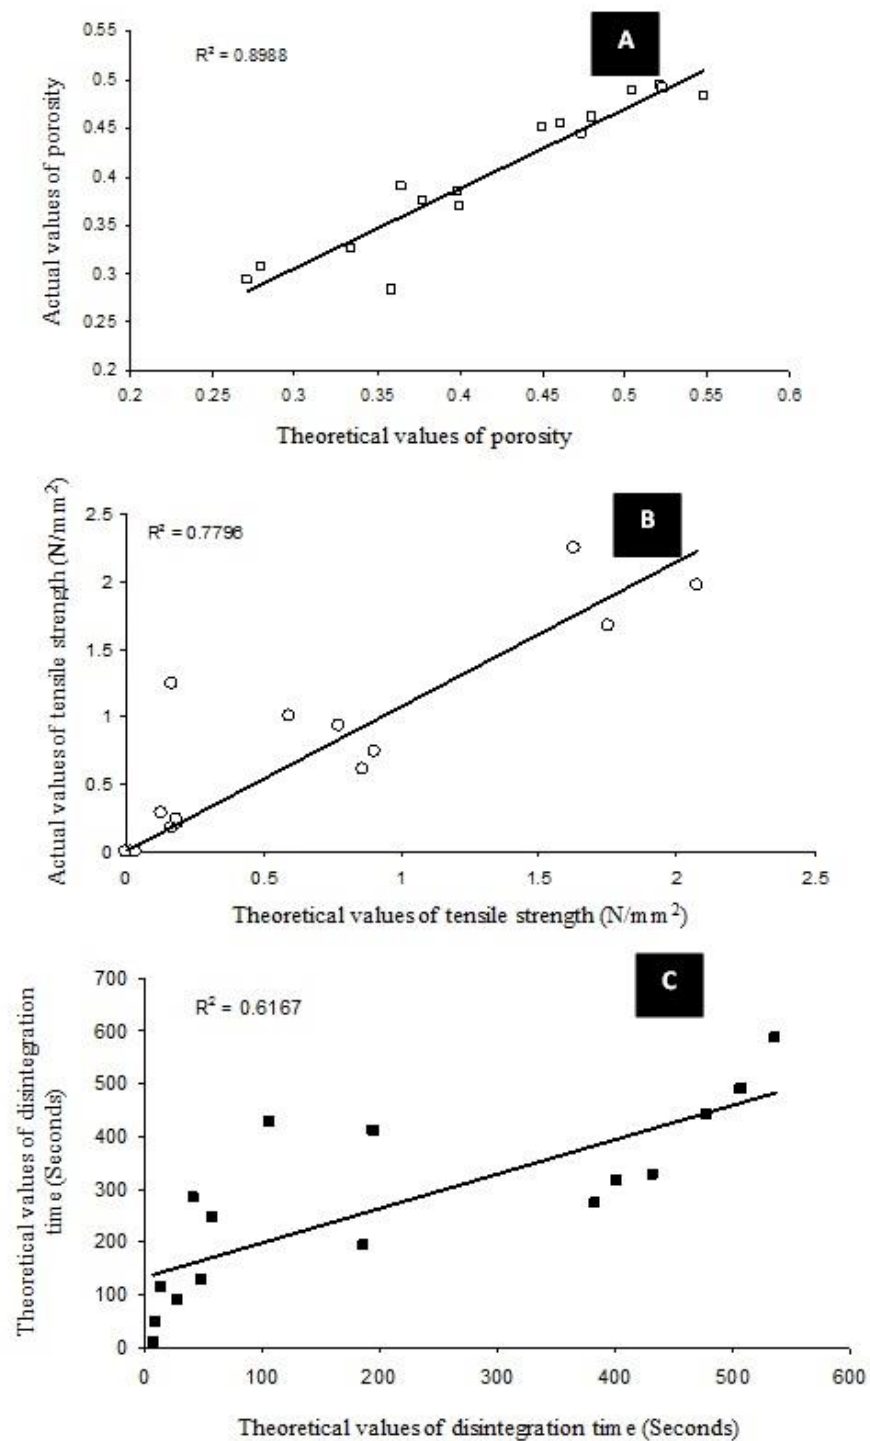 A
R² = 0.8988
Actual values of porosity
0.55
0.5
0.45
0.4
0.35
0.3
0.25
0.2
0.2 0.25 0.3 0.35 0.4 0.45 0.5 0.55 0.6
Theoretical values of porosity
B
R² = 0.7796
Actual values of tensile strength (N/mm²)
2.5
2
1.5
1
0.5
0
0 0.5 1 1.5 2 2.5
Theoretical values of tensile strength (N/mm²)
C
R² = 0.6167
Theoretical values of disintegration
time (Seconds)
700
600
500
400
300
200
100
0
0 100 200 300 400 500 600
Theoretical values of disintegration time (Seconds)